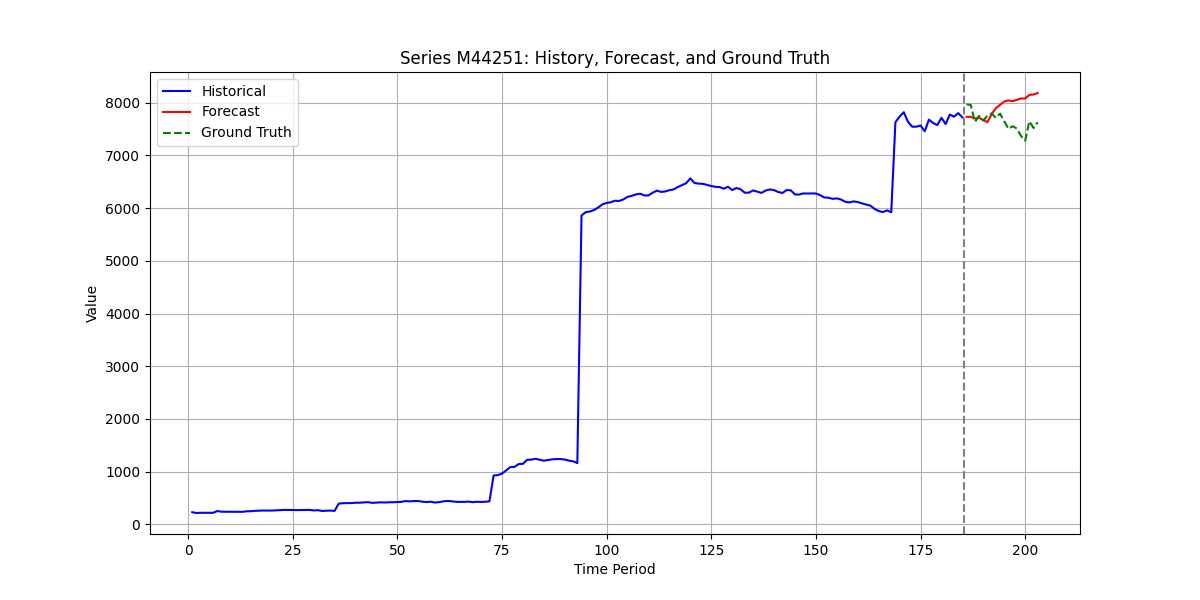 Series M44251: History, Forecast, and Ground Truth
Historical
Forecast
Ground Truth
Value
8000
7000
6000
5000
4000
3000
2000
1000
0
0 25 50 75 100 125 150 175 200
Time Period